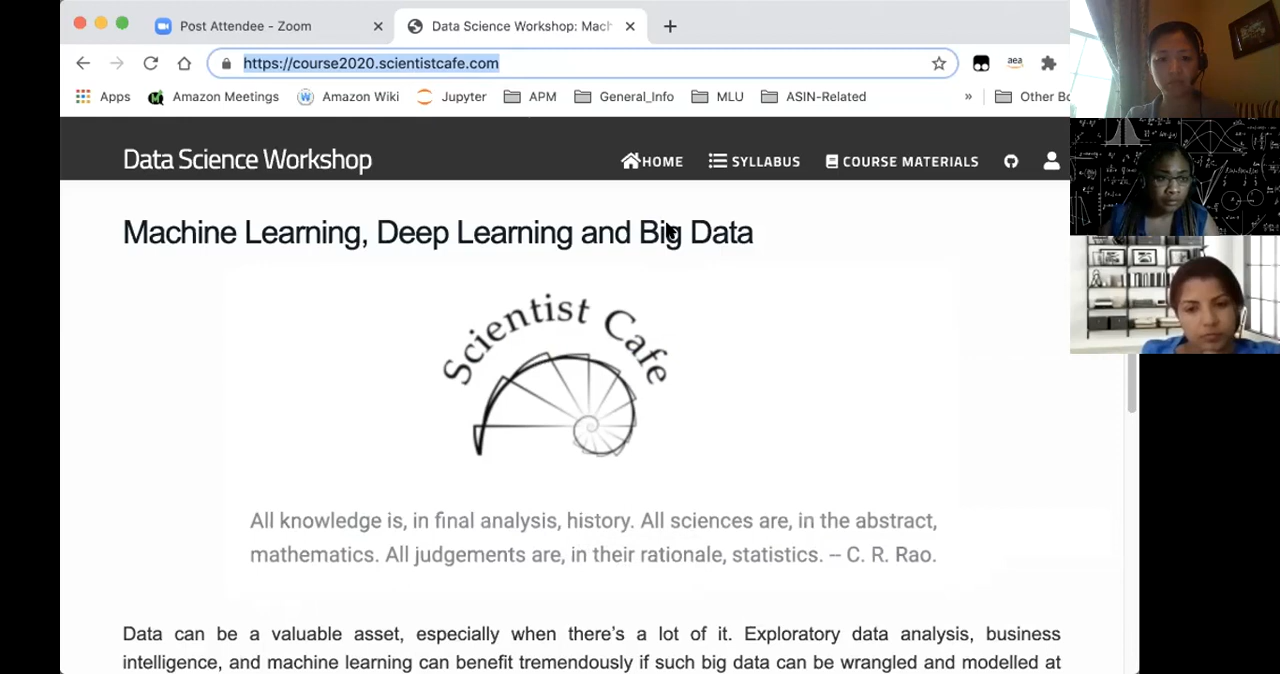 Post Attendee - Zoom
Data Science Workshop: Mach
https://course2020.scientistcafe.com
aea
Apps
Amazon Meetings
Amazon Wiki
Jupyter
APM
General_Info
MLU
ASIN-Related
»
Other Bo
Data Science Workshop
HOME
SYLLABUS
COURSE MATERIALS
Machine Learning, Deep Learning and Big Data
Scientist Cafe
All knowledge is, in final analysis, history. All sciences are, in the abstract,
mathematics. All judgements are, in their rationale, statistics. -- C. R. Rao.
Data can be a valuable asset, especially when there's a lot of it. Exploratory data analysis, business
intelligence, and machine learning can benefit tremendously if such big data can be wrangled and modelled at